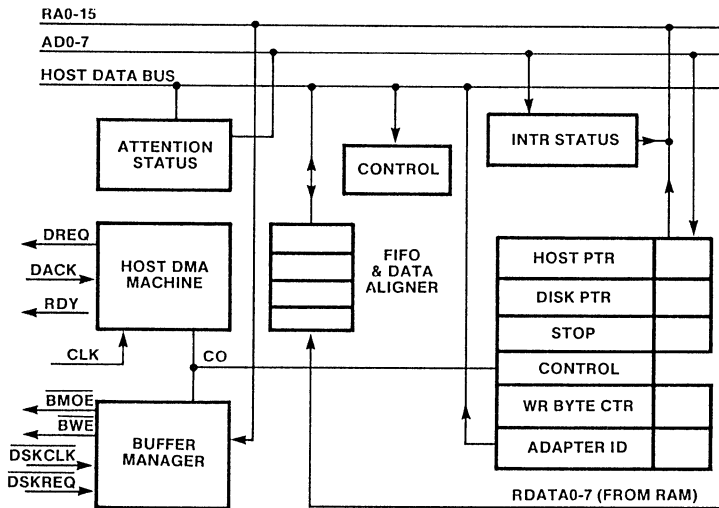 RA0-15
AD0-7
HOST DATA BUS
ATTENTION
STATUS
CONTROL
INTR STATUS
DREQ
DACK
RDY
CLK
HOST DMA
MACHINE
FIFO
& DATA
ALIGNER
HOST PTR
DISK PTR
STOP
CONTROL
WR BYTE CTR
ADAPTER ID
CO
BMOE
BWE
DSKCLK
DSKREQ
BUFFER
MANAGER
RDATA0-7 (FROM RAM)